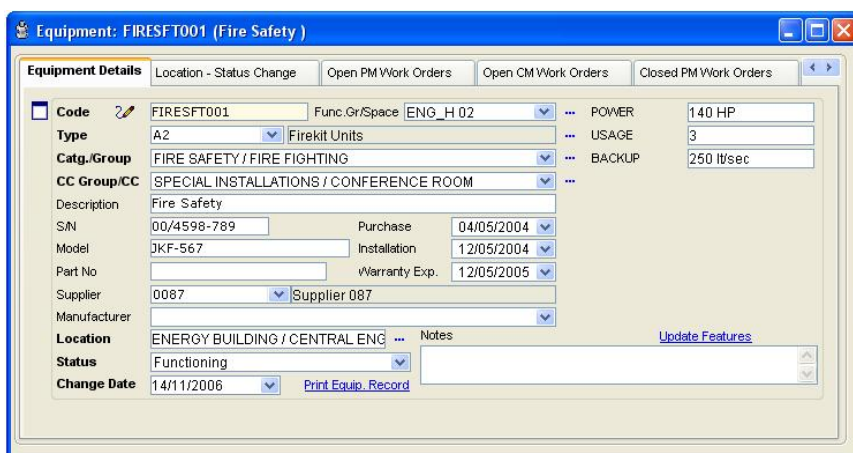 Equipment: FIRESFT001 (Fire Safety )
Equipment Details Location - Status Change Open PM Work Orders Open CM Work Orders Closed PM Work Orders
Code FIRESFT001 Func.Gr/Space ENG_H 02 ... POWER 140 HP
Type A2 Firekit Units ... USAGE 3
Catg./Group FIRE SAFETY / FIRE FIGHTING ... BACKUP 250 lt/sec
CC Group/CC SPECIAL INSTALLATIONS / CONFERENCE ROOM ...
Description Fire Safety
S/N 00/4598-789 Purchase 04/05/2004
Model JKF-567 Installation 12/05/2004
Part No Warranty Exp. 12/05/2005
Supplier 0087 Supplier 087
Manufacturer
Location ENERGY BUILDING / CENTRAL ENG ... Notes Update Features
Status Functioning
Change Date 14/11/2006 Print Equip. Record